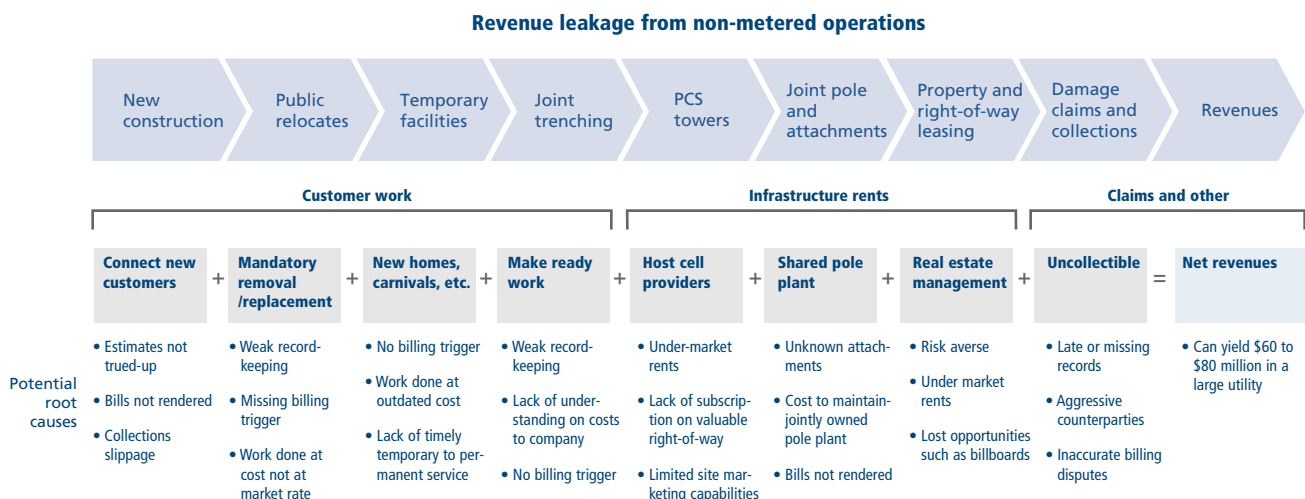 Revenue leakage from non-metered operations
New
construction
Public
relocates
Temporary
facilities
Joint
trenching
PCS
towers
Joint pole
and
attachments
Property and
right-of-way
leasing
Damage
claims and
collections
Revenues
Customer work
Infrastructure rents
Claims and other
Connect new
customers
+
Mandatory
removal
/replacement
+
New homes,
carnivals, etc.
+
Make ready
work
+
Host cell
providers
+
Shared pole
plant
+
Real estate
management
+
Uncollectible
=
Net revenues
Potential
root
causes
• Estimates not
trued-up
• Bills not rendered
• Collections
slippage
• Weak record-
keeping
• Missing billing
trigger
• Work done at
cost not at
market rate
• No billing trigger
• Work done at
outdated cost
• Lack of timely
temporary to per-
manent service
• Weak record-
keeping
• Lack of under-
standing on costs
to company
• No billing trigger
• Under-market
rents
• Lack of subscrip-
tion on valuable
right-of-way
• Limited site mar-
keting capabilities
• Unknown attach-
ments
• Cost to maintain-
jointly owned
pole plant
• Bills not rendered
• Risk averse
• Under market
rents
• Lost opportunities
such as billboards
• Late or missing
records
• Aggressive
counterparties
• Inaccurate billing
disputes
• Can yield $60 to
$80 million in a
large utility